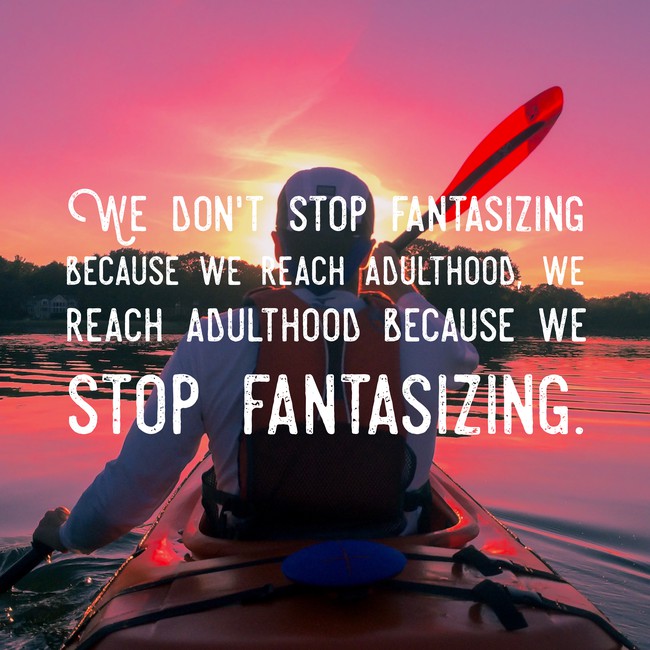 We don't stop fantasizing
because we reach adulthood, we
reach adulthood because we
stop fantasizing.